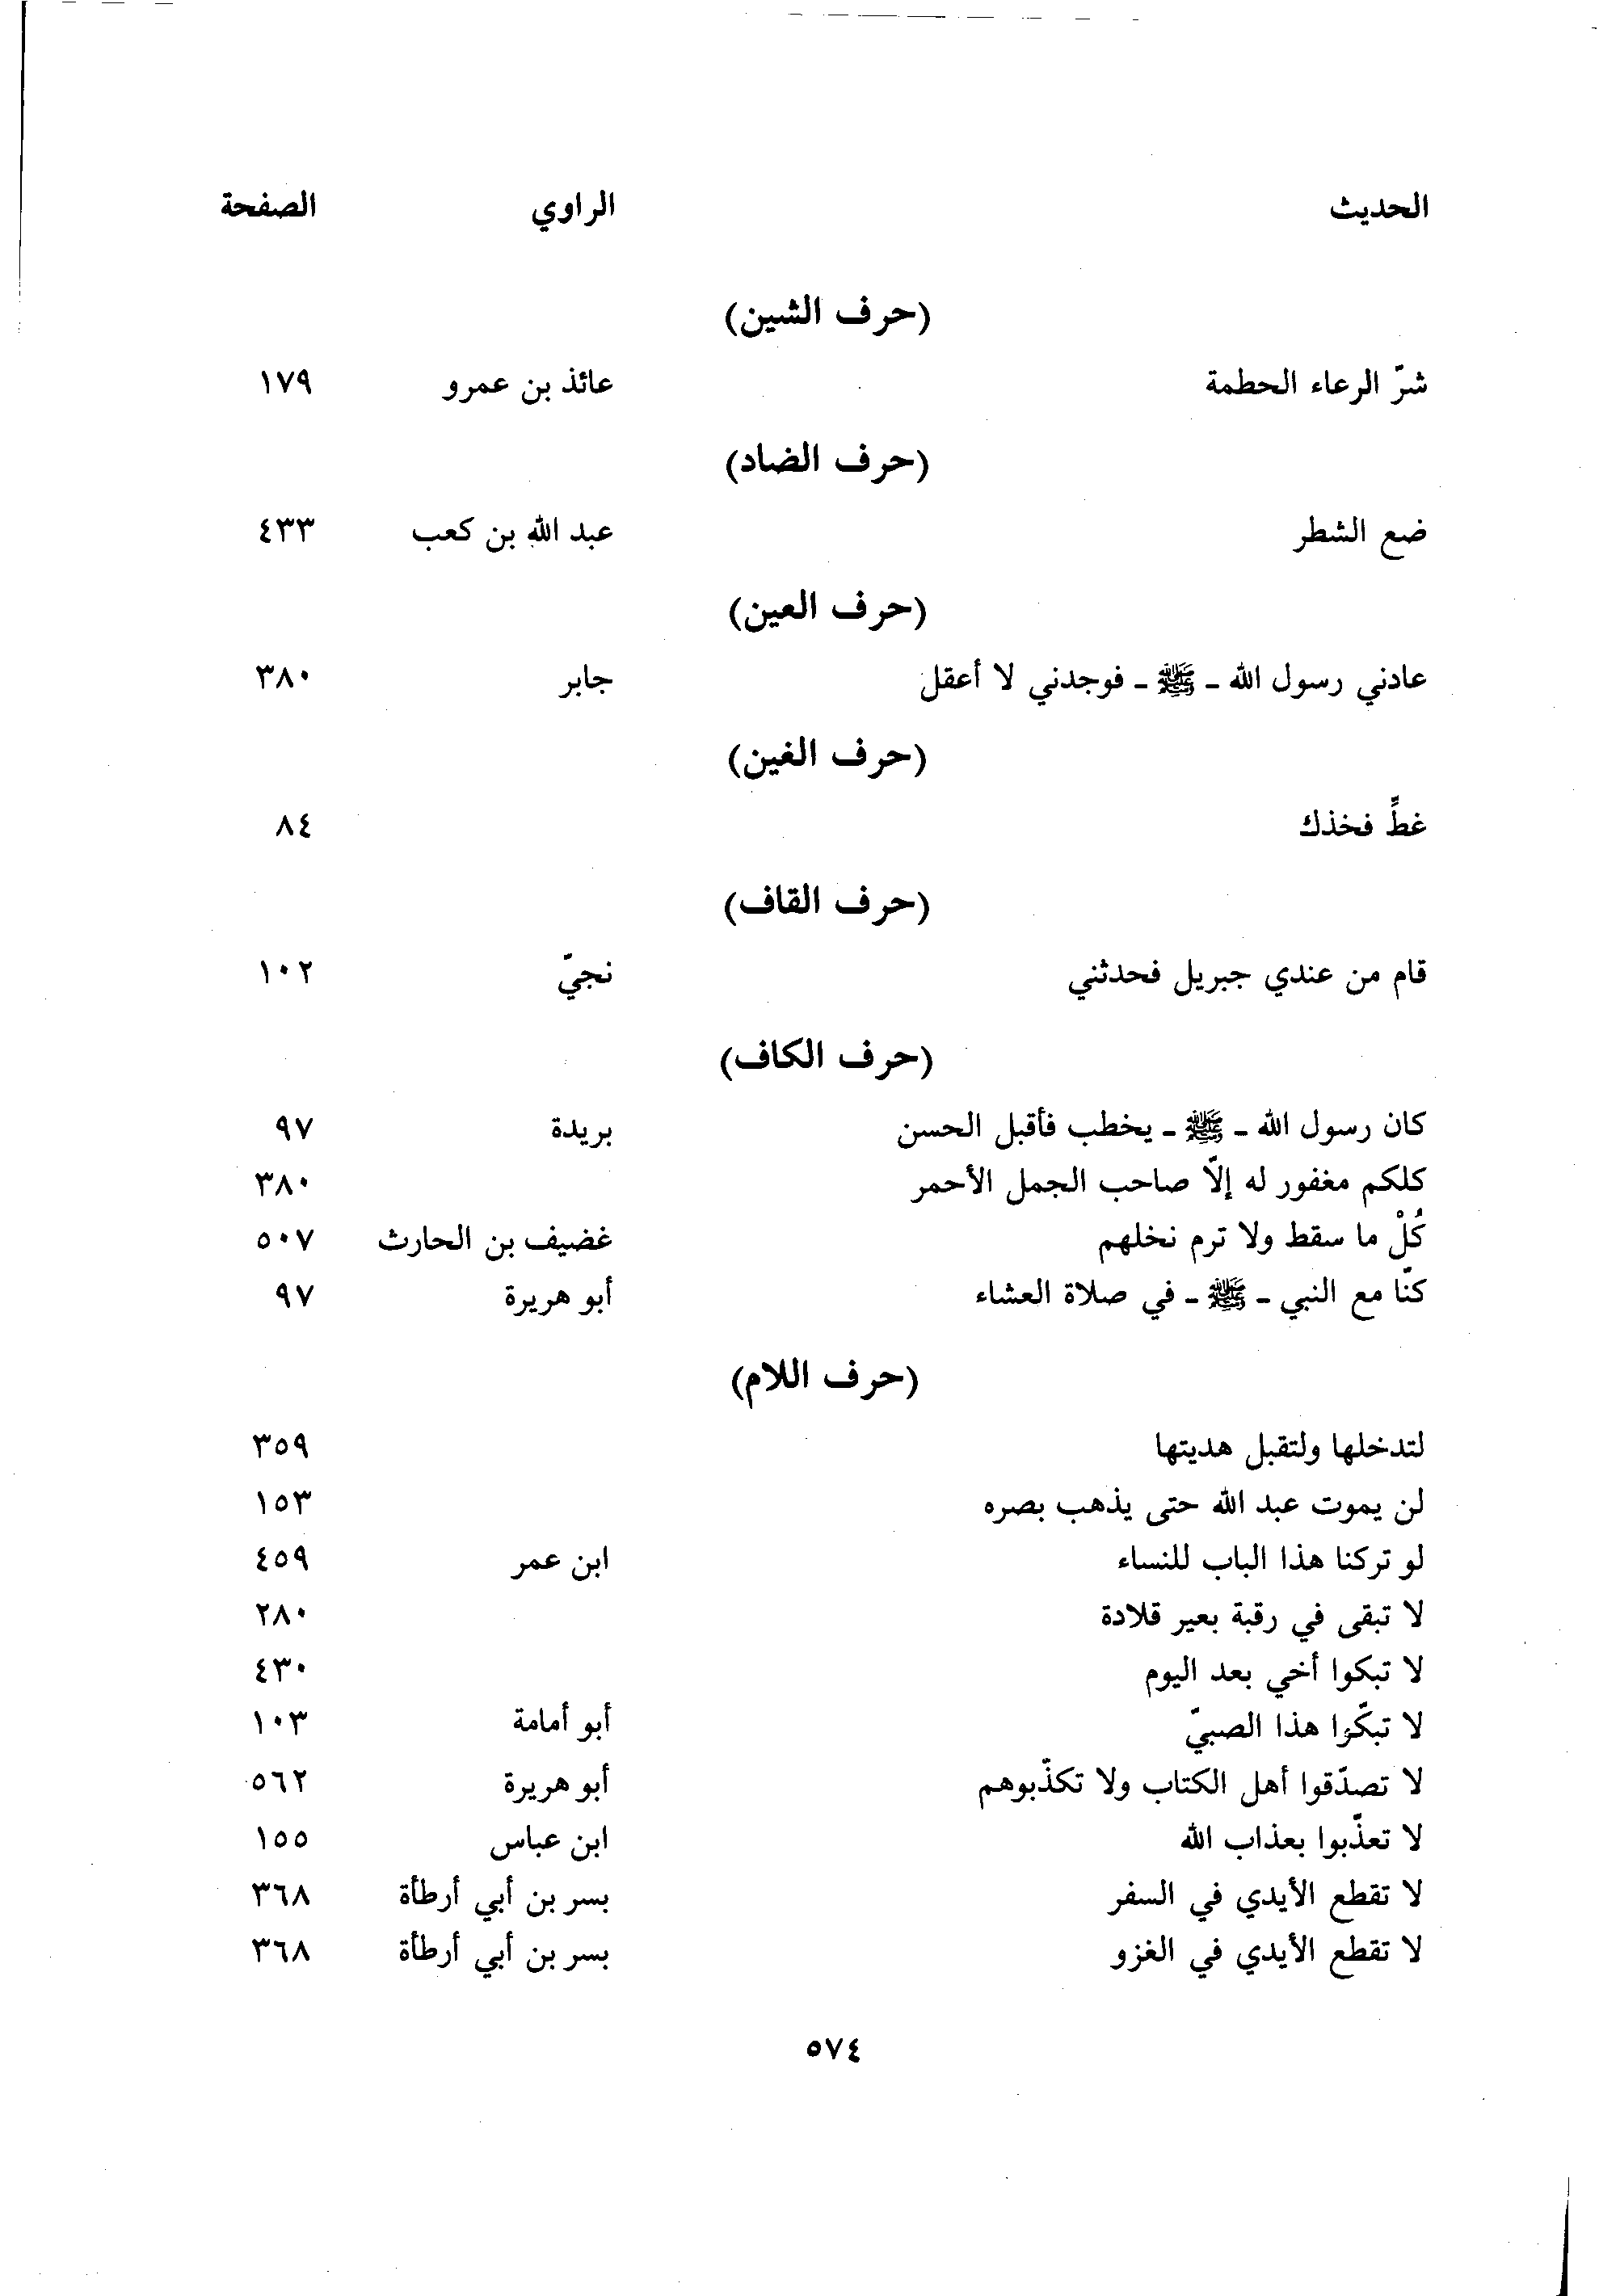 الحديث الراوي الصفحة
(حرف الشين)
شرّ الرعاء الحطمة عائذ بن عمرو ١٧٩
(حرف الضاد)
ضع الشطر عبد الله بن كعب ٤٣٣
(حرف العين)
عادني رسول الله ـ ﷺ ـ فوجدني لا أعقل جابر ٣٨٠
(حرف الغين)
غطِّ فخذك ٨٤
(حرف القاف)
قام من عندي جبريل فحدثني نجيّ ١٠٢
(حرف الكاف)
كان رسول الله ـ ﷺ ـ يخطب فأقبل الحسن بريدة ٩٧
كلكم مغفور له إلّا صاحب الجمل الأحمر ٣٨٠
كُلْ ما سقط ولا ترم نخلهم غضيف بن الحارث ٥٠٧
كنّا مع النبي ـ ﷺ ـ في صلاة العشاء أبو هريرة ٩٧
(حرف اللام)
لتدخلها ولتقبل هديتها ٣٥٩
لن يموت عبد الله حتى يذهب بصره ١٥٣
لو تركنا هذا الباب للنساء ابن عمر ٤٥٩
لا تبقى في رقبة بعير قلادة ٢٨٠
لا تبكوا أخي بعد اليوم ٤٣٠
لا تبكّوا هذا الصبيّ أبو أمامة ١٠٣
لا تصدّقوا أهل الكتاب ولا تكذّبوهم أبو هريرة ٥٦٢
لا تعذّبوا بعذاب الله ابن عباس ١٥٥
لا تقطع الأيدي في السفر بسر بن أبي أرطأة ٣٦٨
لا تقطع الأيدي في الغزو بسر بن أبي أرطأة ٣٦٨
٥٧٤